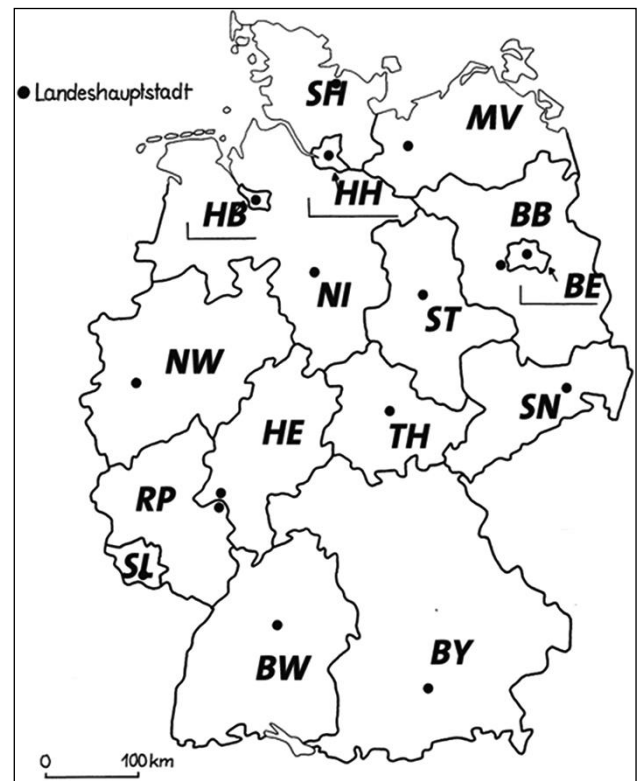 Landeshauptstadt
SH
MV
HH
HB
BB
BE
NI
ST
NW
SN
HE
TH
RP
SL
BW
BY
0 100 km